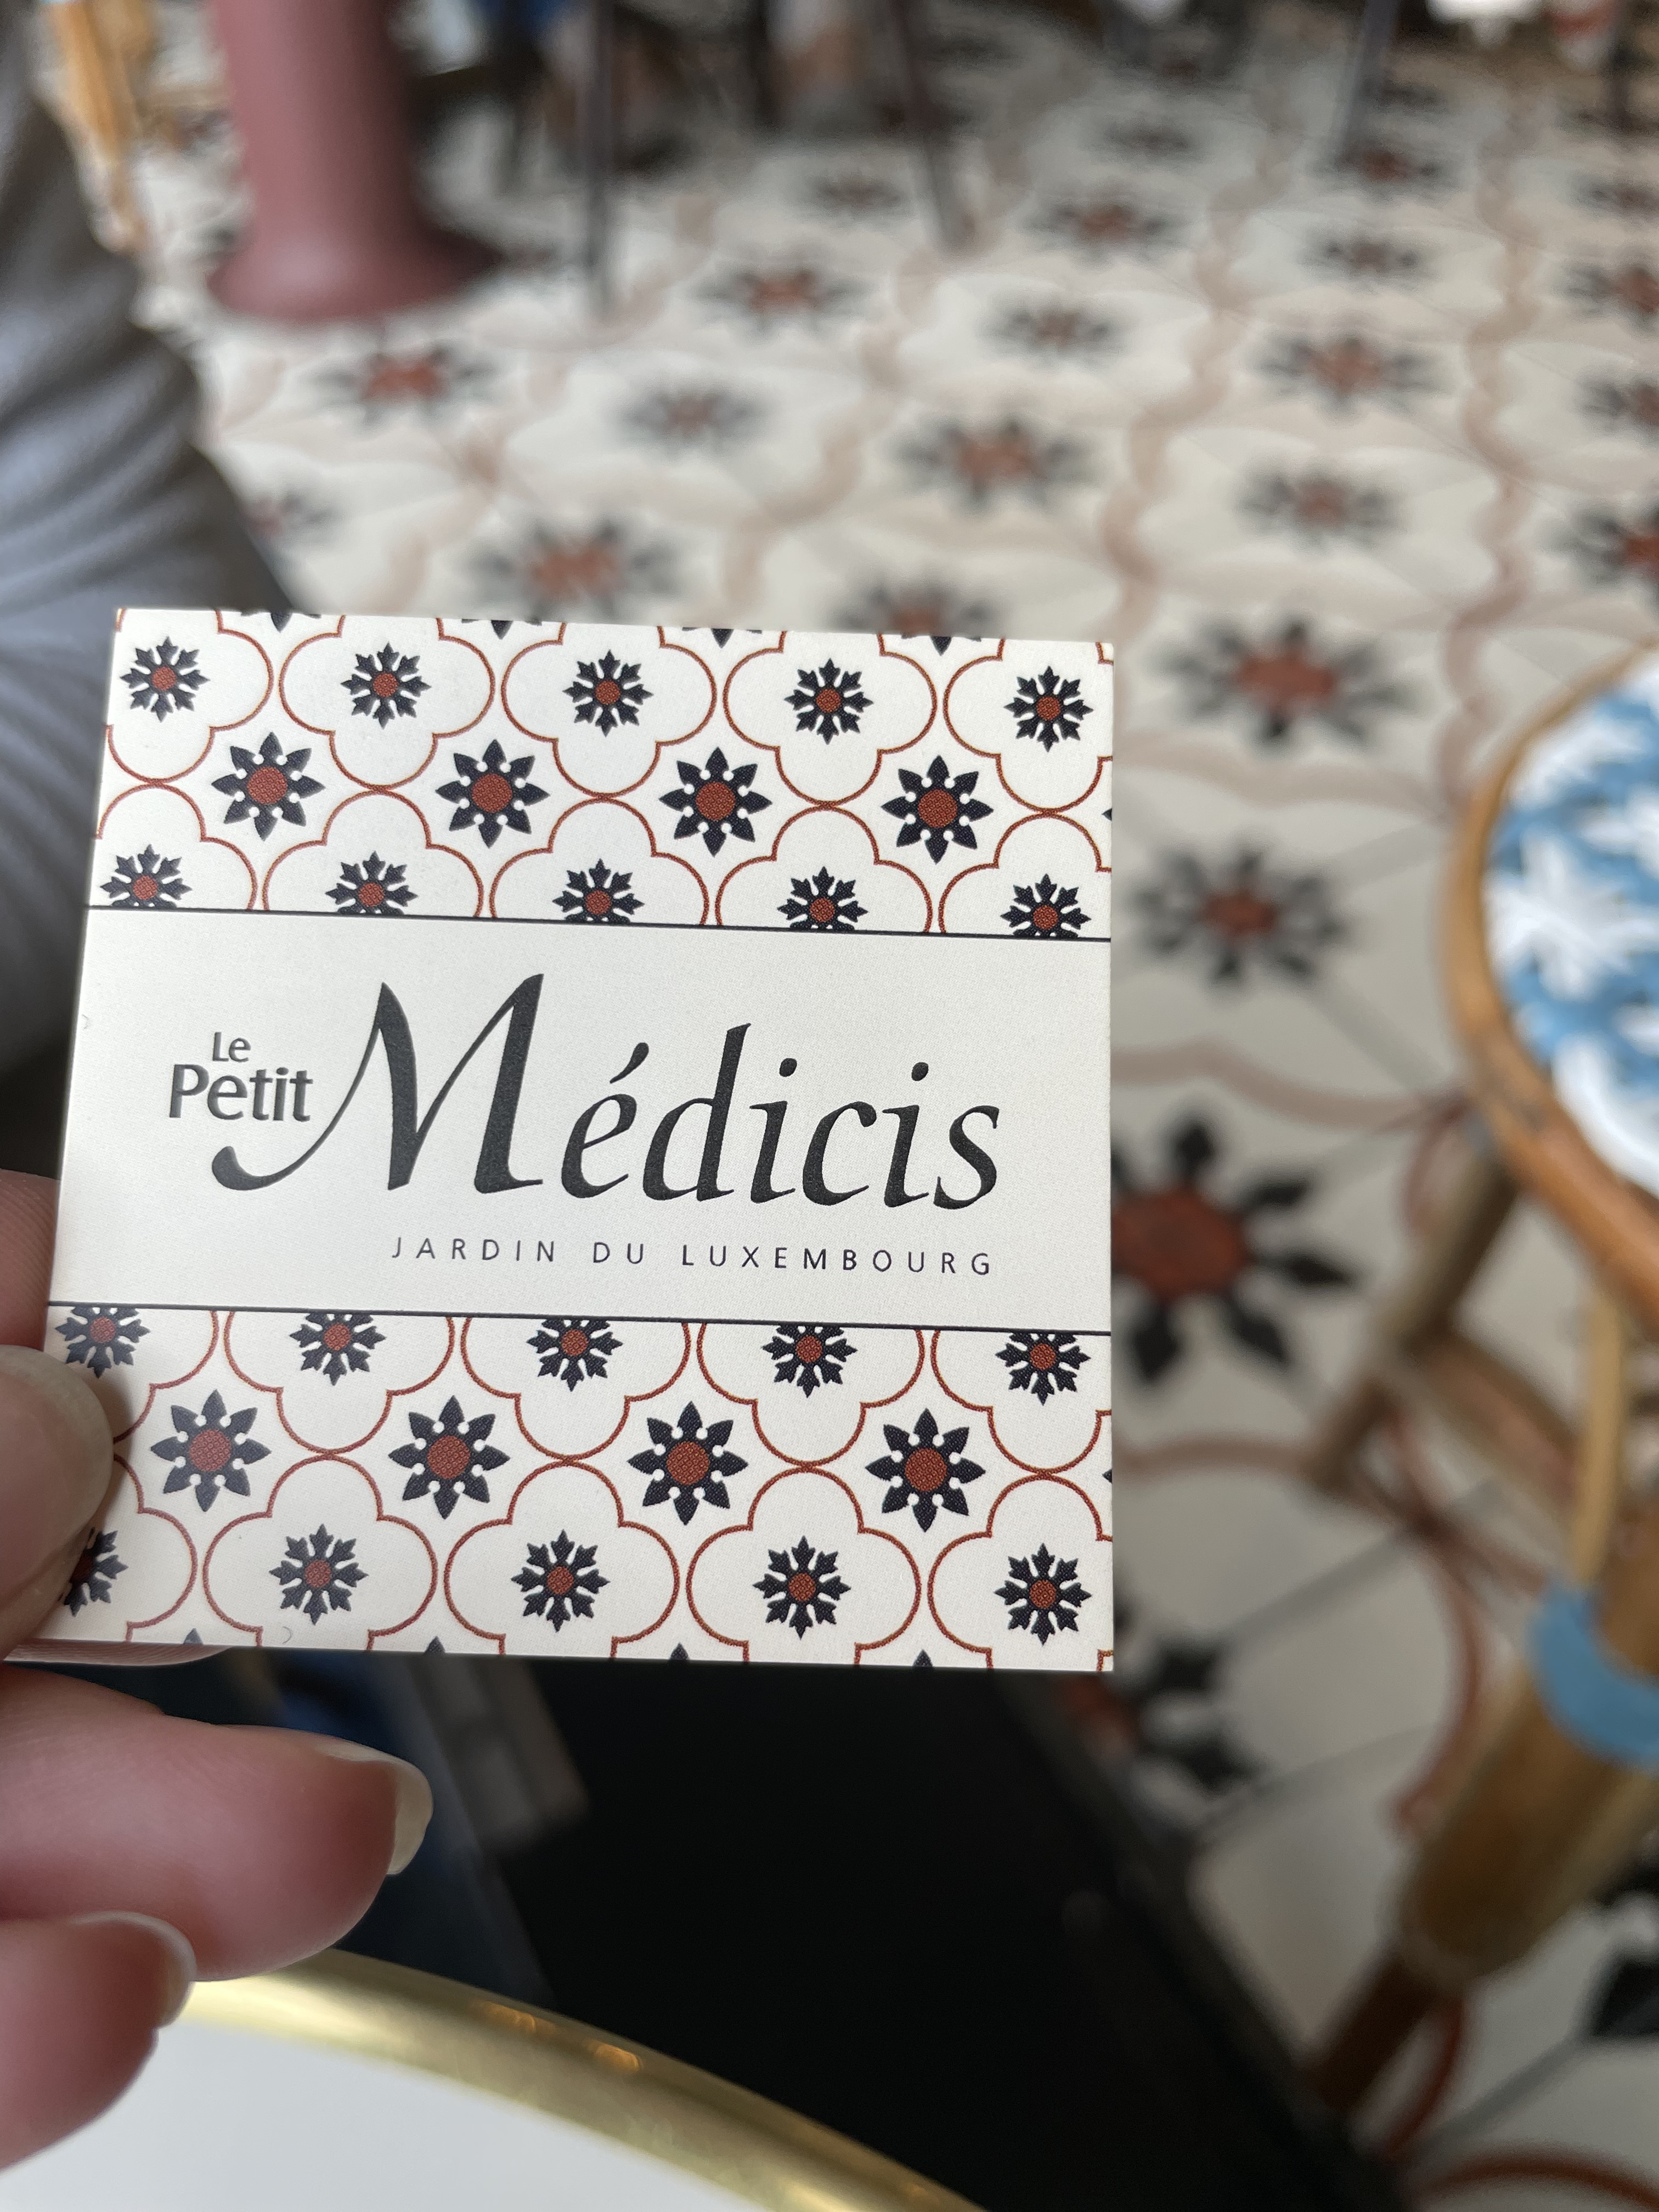 Le
Petit Médicis
JARDIN DU LUXEMBOURG